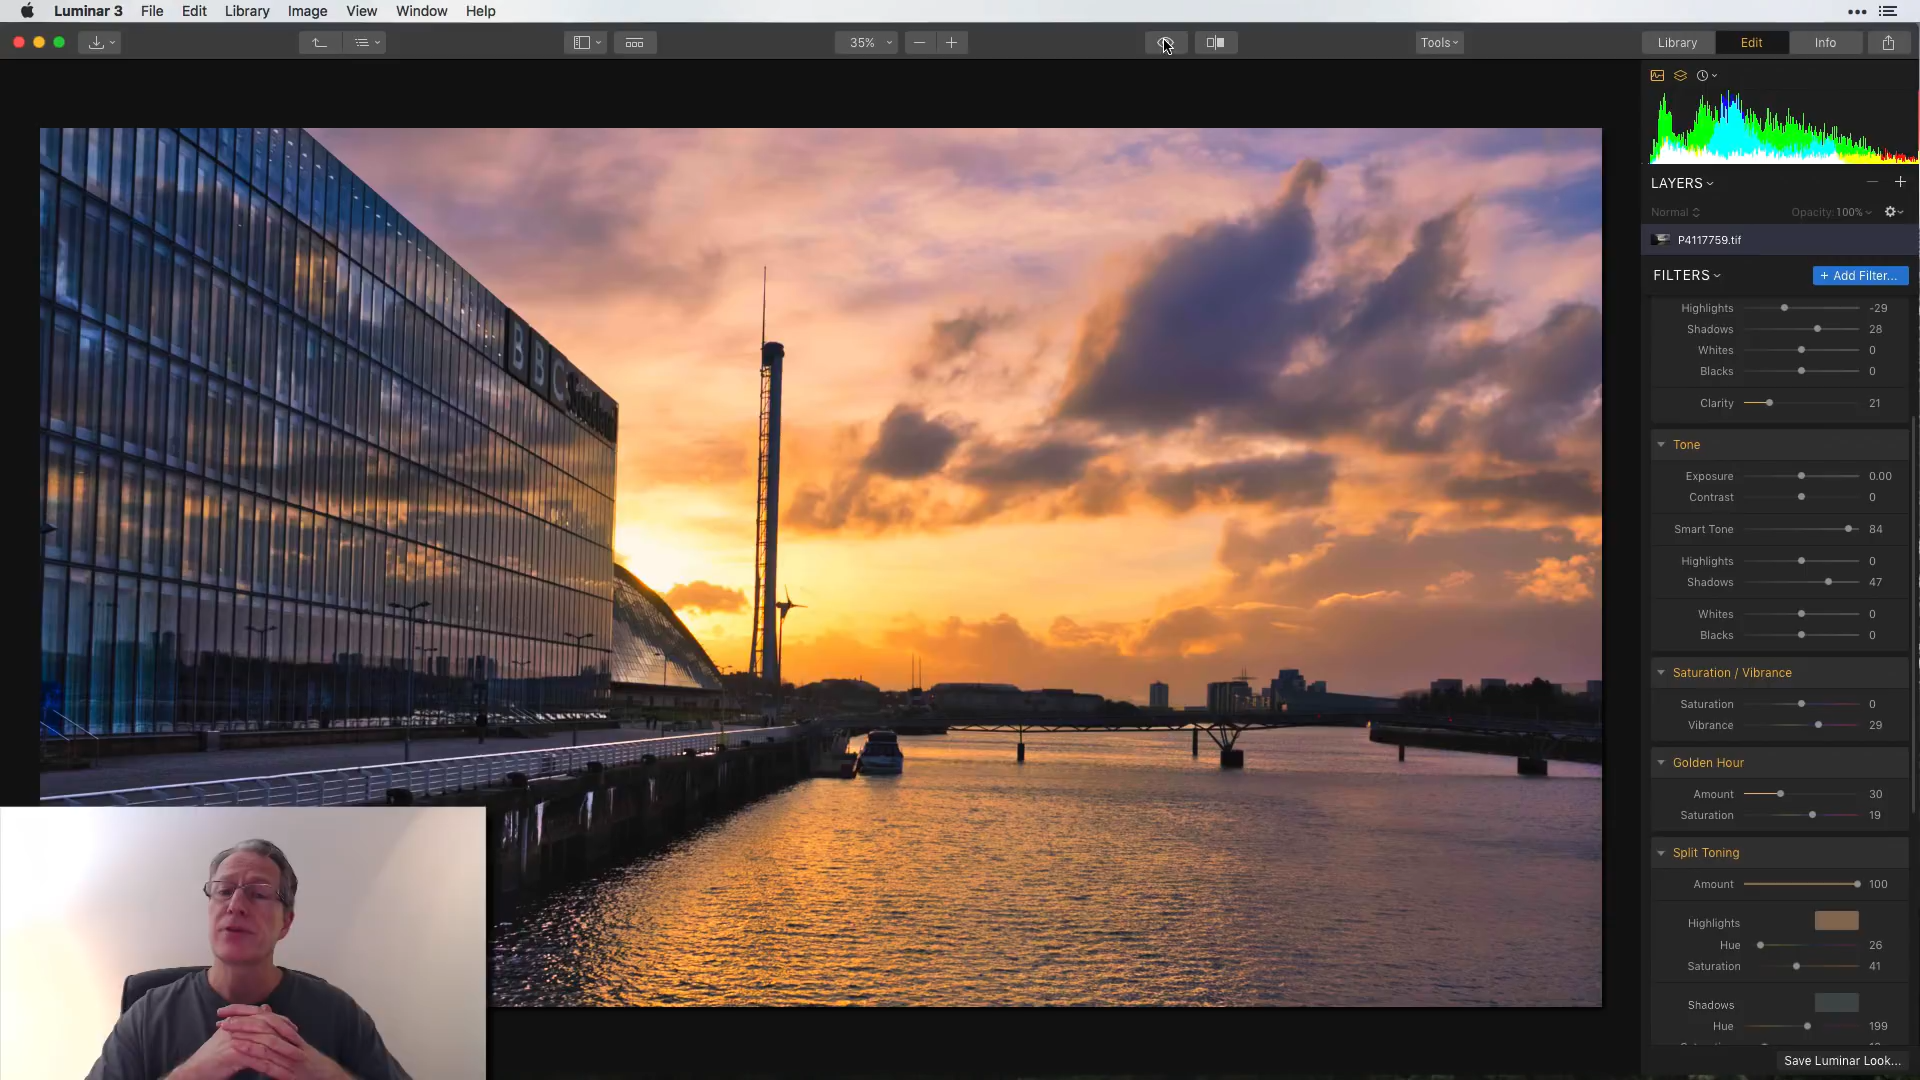 Luminar 3 File Edit Library Image View Window Help
35% Tools Library Edit Info
LAYERS
Normal Opacity: 100%
P4117759.tif
FILTERS + Add Filter...
Highlights -29
Shadows 28
Whites 0
Blacks 0
Clarity 21
Tone
Exposure 0.00
Contrast 0
Smart Tone 84
Highlights 0
Shadows 47
Whites 0
Blacks 0
Saturation / Vibrance
Saturation 0
Vibrance 29
Golden Hour
Amount 30
Saturation 19
Split Toning
Amount 100
Highlights
Hue 26
Saturation 41
Shadows
Hue 199
Save Luminar Look...
BBC